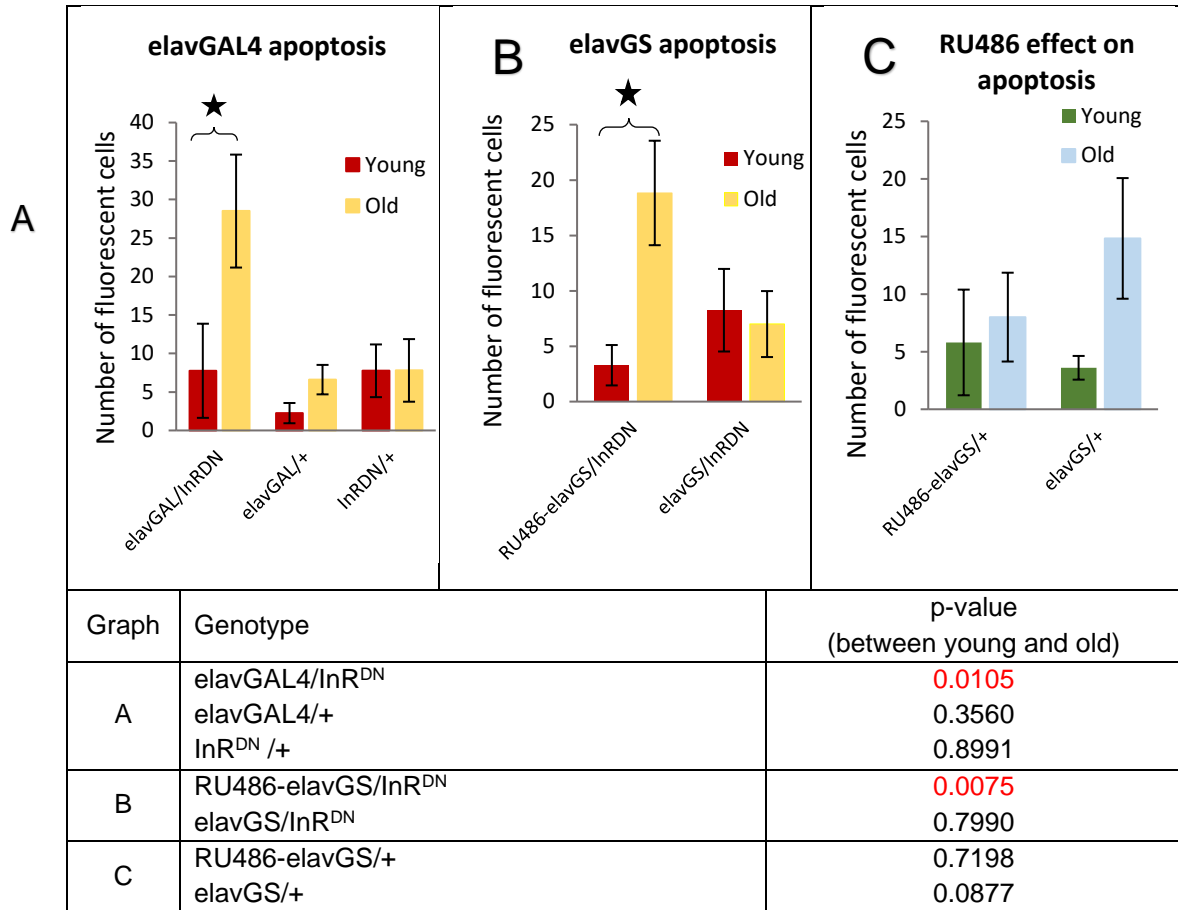 A
elavGAL4 apoptosis
Number of fluorescent cells
40
35
30
25
20
15
10
5
0
Young
Old
elavGAL/InRDN
elavGAL/+
InRDN/+
B
elavGS apoptosis
Number of fluorescent cells
25
20
15
10
5
0
Young
Old
RU486-elavGS/InRDN
elavGS/InRDN
C
RU486 effect on
apoptosis
Number of fluorescent cells
25
20
15
10
5
0
Young
Old
RU486-elavGS/+
elavGS/+
Graph Genotype p-value
(between young and old)
A
elavGAL4/InRDN 0.0105
elavGAL4/+ 0.3560
InRDN /+ 0.8991
B
RU486-elavGS/InRDN 0.0075
elavGS/InRDN 0.7990
C
RU486-elavGS/+ 0.7198
elavGS/+ 0.0877